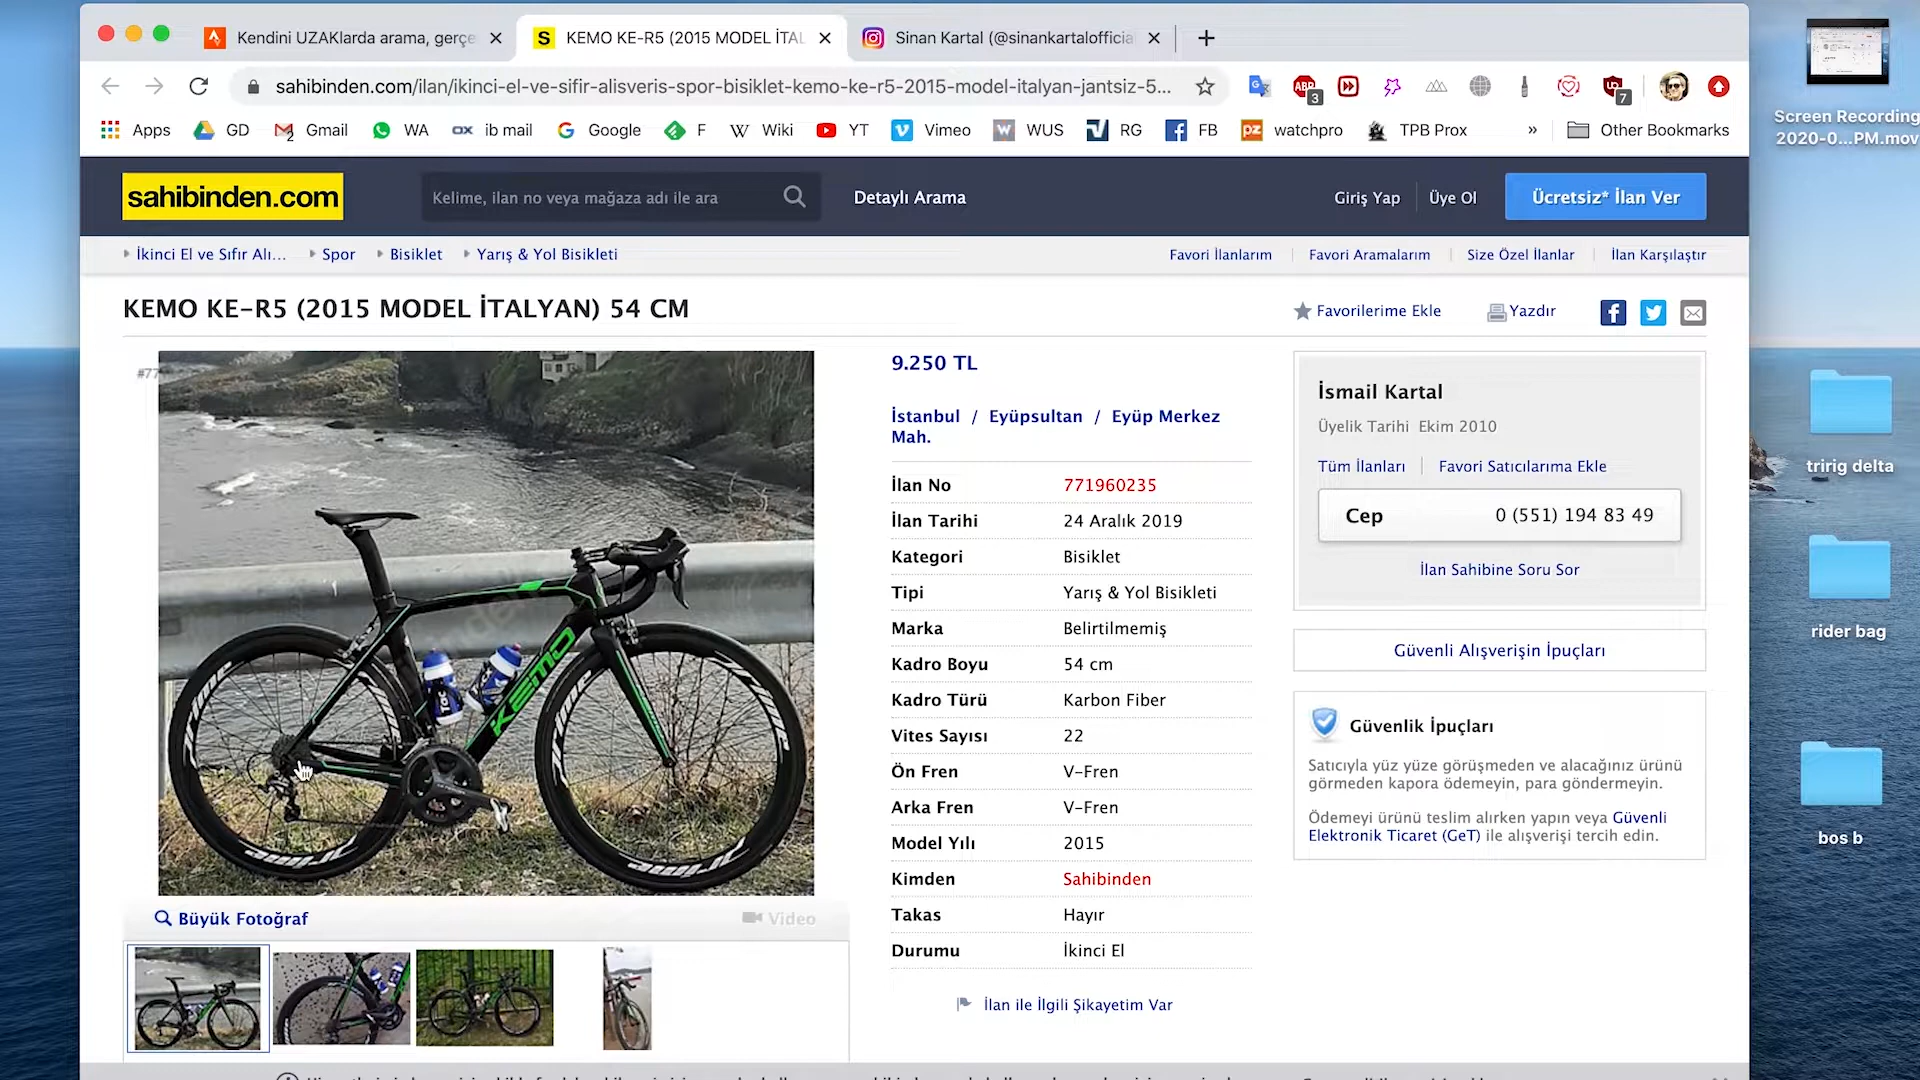 Kendini UZAKlarda arama, gerçe
KEMO KE-R5 (2015 MODEL İTAL
Sinan Kartal (@sinankartalofficia
sahibinden.com/ilan/ikinci-el-ve-sifir-alisveris-spor-bisiklet-kemo-ke-r5-2015-model-italyan-jantsiz-5...
Apps GD Gmail WA ib mail Google F Wiki YT Vimeo WUS RG FB watchpro TPB Prox » Other Bookmarks
Screen Recording
2020-0...PM.mov
sahibinden.com
Kelime, ilan no veya mağaza adı ile ara
Detaylı Arama
Giriş Yap
Üye Ol
Ücretsiz* İlan Ver
İkinci El ve Sıfır Alı... Spor Bisiklet Yarış & Yol Bisikleti
Favori İlanlarım Favori Aramalarım Size Özel İlanlar İlan Karşılaştır
KEMO KE-R5 (2015 MODEL İTALYAN) 54 CM
Favorilerime Ekle Yazdır
#77
KEMO
Büyük Fotoğraf Video
9.250 TL
İstanbul / Eyüpsultan / Eyüp Merkez
Mah.
İlan No 771960235
İlan Tarihi 24 Aralık 2019
Kategori Bisiklet
Tipi Yarış & Yol Bisikleti
Marka Belirtilmemiş
Kadro Boyu 54 cm
Kadro Türü Karbon Fiber
Vites Sayısı 22
Ön Fren V-Fren
Arka Fren V-Fren
Model Yılı 2015
Kimden Sahibinden
Takas Hayır
Durumu İkinci El
İlan ile İlgili Şikayetim Var
İsmail Kartal
Üyelik Tarihi Ekim 2010
Tüm İlanları Favori Satıcılarıma Ekle
Cep 0 (551) 194 83 49
İlan Sahibine Soru Sor
Güvenli Alışverişin İpuçları
Güvenlik İpuçları
Satıcıyla yüz yüze görüşmeden ve alacağınız ürünü
görmeden kapora ödemeyin, para göndermeyin.
Ödemeyi ürünü teslim alırken yapın veya Güvenli
Elektronik Ticaret (GeT) ile alışverişi tercih edin.
tririg delta
rider bag
bos b